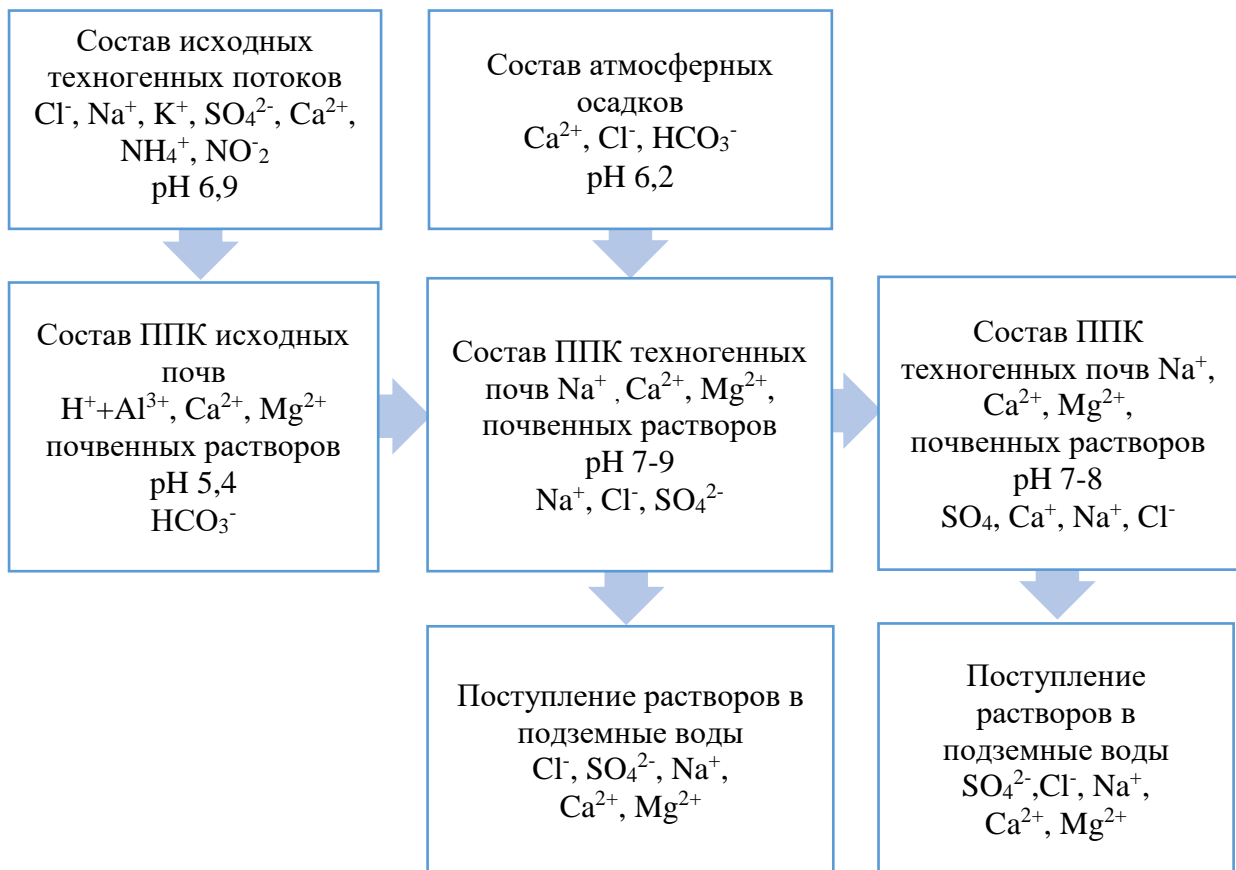 Состав исходных
техногенных потоков
Cl⁻, Na⁺, K⁺, SO₄²⁻, Ca²⁺,
NH₄⁺, NO⁻₂
pH 6,9
Состав атмосферных
осадков
Ca²⁺, Cl⁻, HCO₃⁻
pH 6,2
Состав ППК исходных
почв
H⁺+Al³⁺, Ca²⁺, Mg²⁺
почвенных растворов
pH 5,4
HCO₃⁻
Состав ППК техногенных
почв Na⁺ , Ca²⁺, Mg²⁺,
почвенных растворов
pH 7-9
Na⁺, Cl⁻, SO₄²⁻
Состав ППК
техногенных почв Na⁺,
Ca²⁺, Mg²⁺,
почвенных растворов
pH 7-8
SO₄, Ca⁺, Na⁺, Cl⁻
Поступление растворов в
подземные воды
Cl⁻, SO₄²⁻, Na⁺,
Ca²⁺, Mg²⁺
Поступление
растворов в
подземные воды
SO₄²⁻,Cl⁻, Na⁺,
Ca²⁺, Mg²⁺